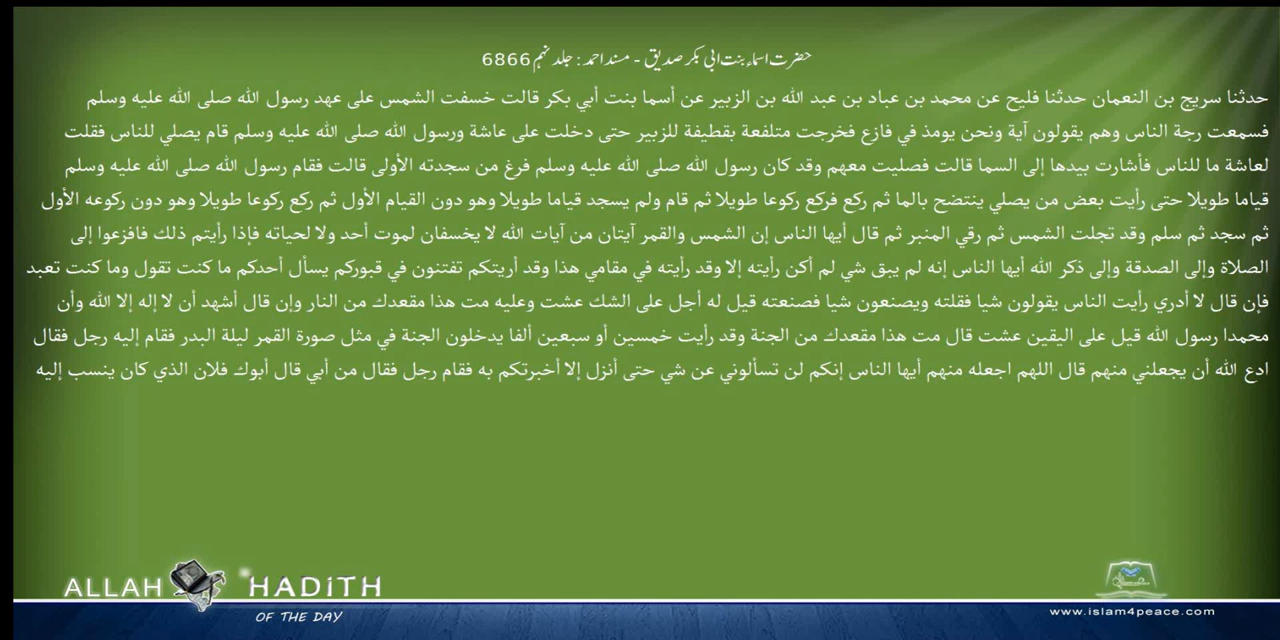 حضرت اسماء بنت ابی بکر صدیق - مسند احمد: جلد نہم 6866
حدثنا سريج بن النعمان حدثنا فليح عن محمد بن عباد بن عبد الله بن الزبير عن أسما بنت أبي بكر قالت خسفت الشمس على عهد رسول الله صلى الله عليه وسلم
فسمعت رجة الناس وهم يقولون آية ونحن يومذ في فازع فخرجت متلفعة بقطيفة للزبير حتى دخلت على عاشة ورسول الله صلى الله عليه وسلم قام يصلي للناس فقلت
لعاشة ما للناس فأشارت بيدها إلى السما قالت فصليت معهم وقد كان رسول الله صلى الله عليه وسلم فرغ من سجدته الأولى قالت فقام رسول الله صلى الله عليه وسلم
قياما طويلا حتى رأيت بعض من يصلي ينتضح بالما ثم ركع فركع ركوعا طويلا ثم قام ولم يسجد قياما طويلا وهو دون القيام الأول ثم ركع ركوعا طويلا وهو دون ركوعه الأول
ثم سجد ثم سلم وقد تجلت الشمس ثم رقي المنبر ثم قال أيها الناس إن الشمس والقمر آيتان من آيات الله لا يخسفان لموت أحد ولا لحياته فإذا رأيتم ذلك فافزعوا إلى
الصلاة وإلى الصدقة وإلى ذكر الله أيها الناس إنه لم يبق شي لم أكن رأيته إلا وقد رأيته في مقامي هذا وقد أريتكم تفتنون في قبوركم يسأل أحدكم ما كنت تقول وما كنت تعبد
فإن قال لا أدري رأيت الناس يقولون شيا فقلته ويصنعون شيا فصنعته قيل له أجل على الشك عشت وعليه مت هذا مقعدك من النار وإن قال أشهد أن لا إله إلا الله وأن
محمدا رسول الله قيل على اليقين عشت قال مت هذا مقعدك من الجنة وقد رأيت خمسين أو سبعين ألفا يدخلون الجنة في مثل صورة القمر ليلة البدر فقام إليه رجل فقال
ادع الله أن يجعلني منهم قال اللهم اجعله منهم أيها الناس إنكم لن تسألوني عن شي حتى أنزل إلا أخبرتكم به فقام رجل فقال من أبي قال أبوك فلان الذي كان ينسب إليه
ALLAH HADITH
OF THE DAY
www.islam4peace.com